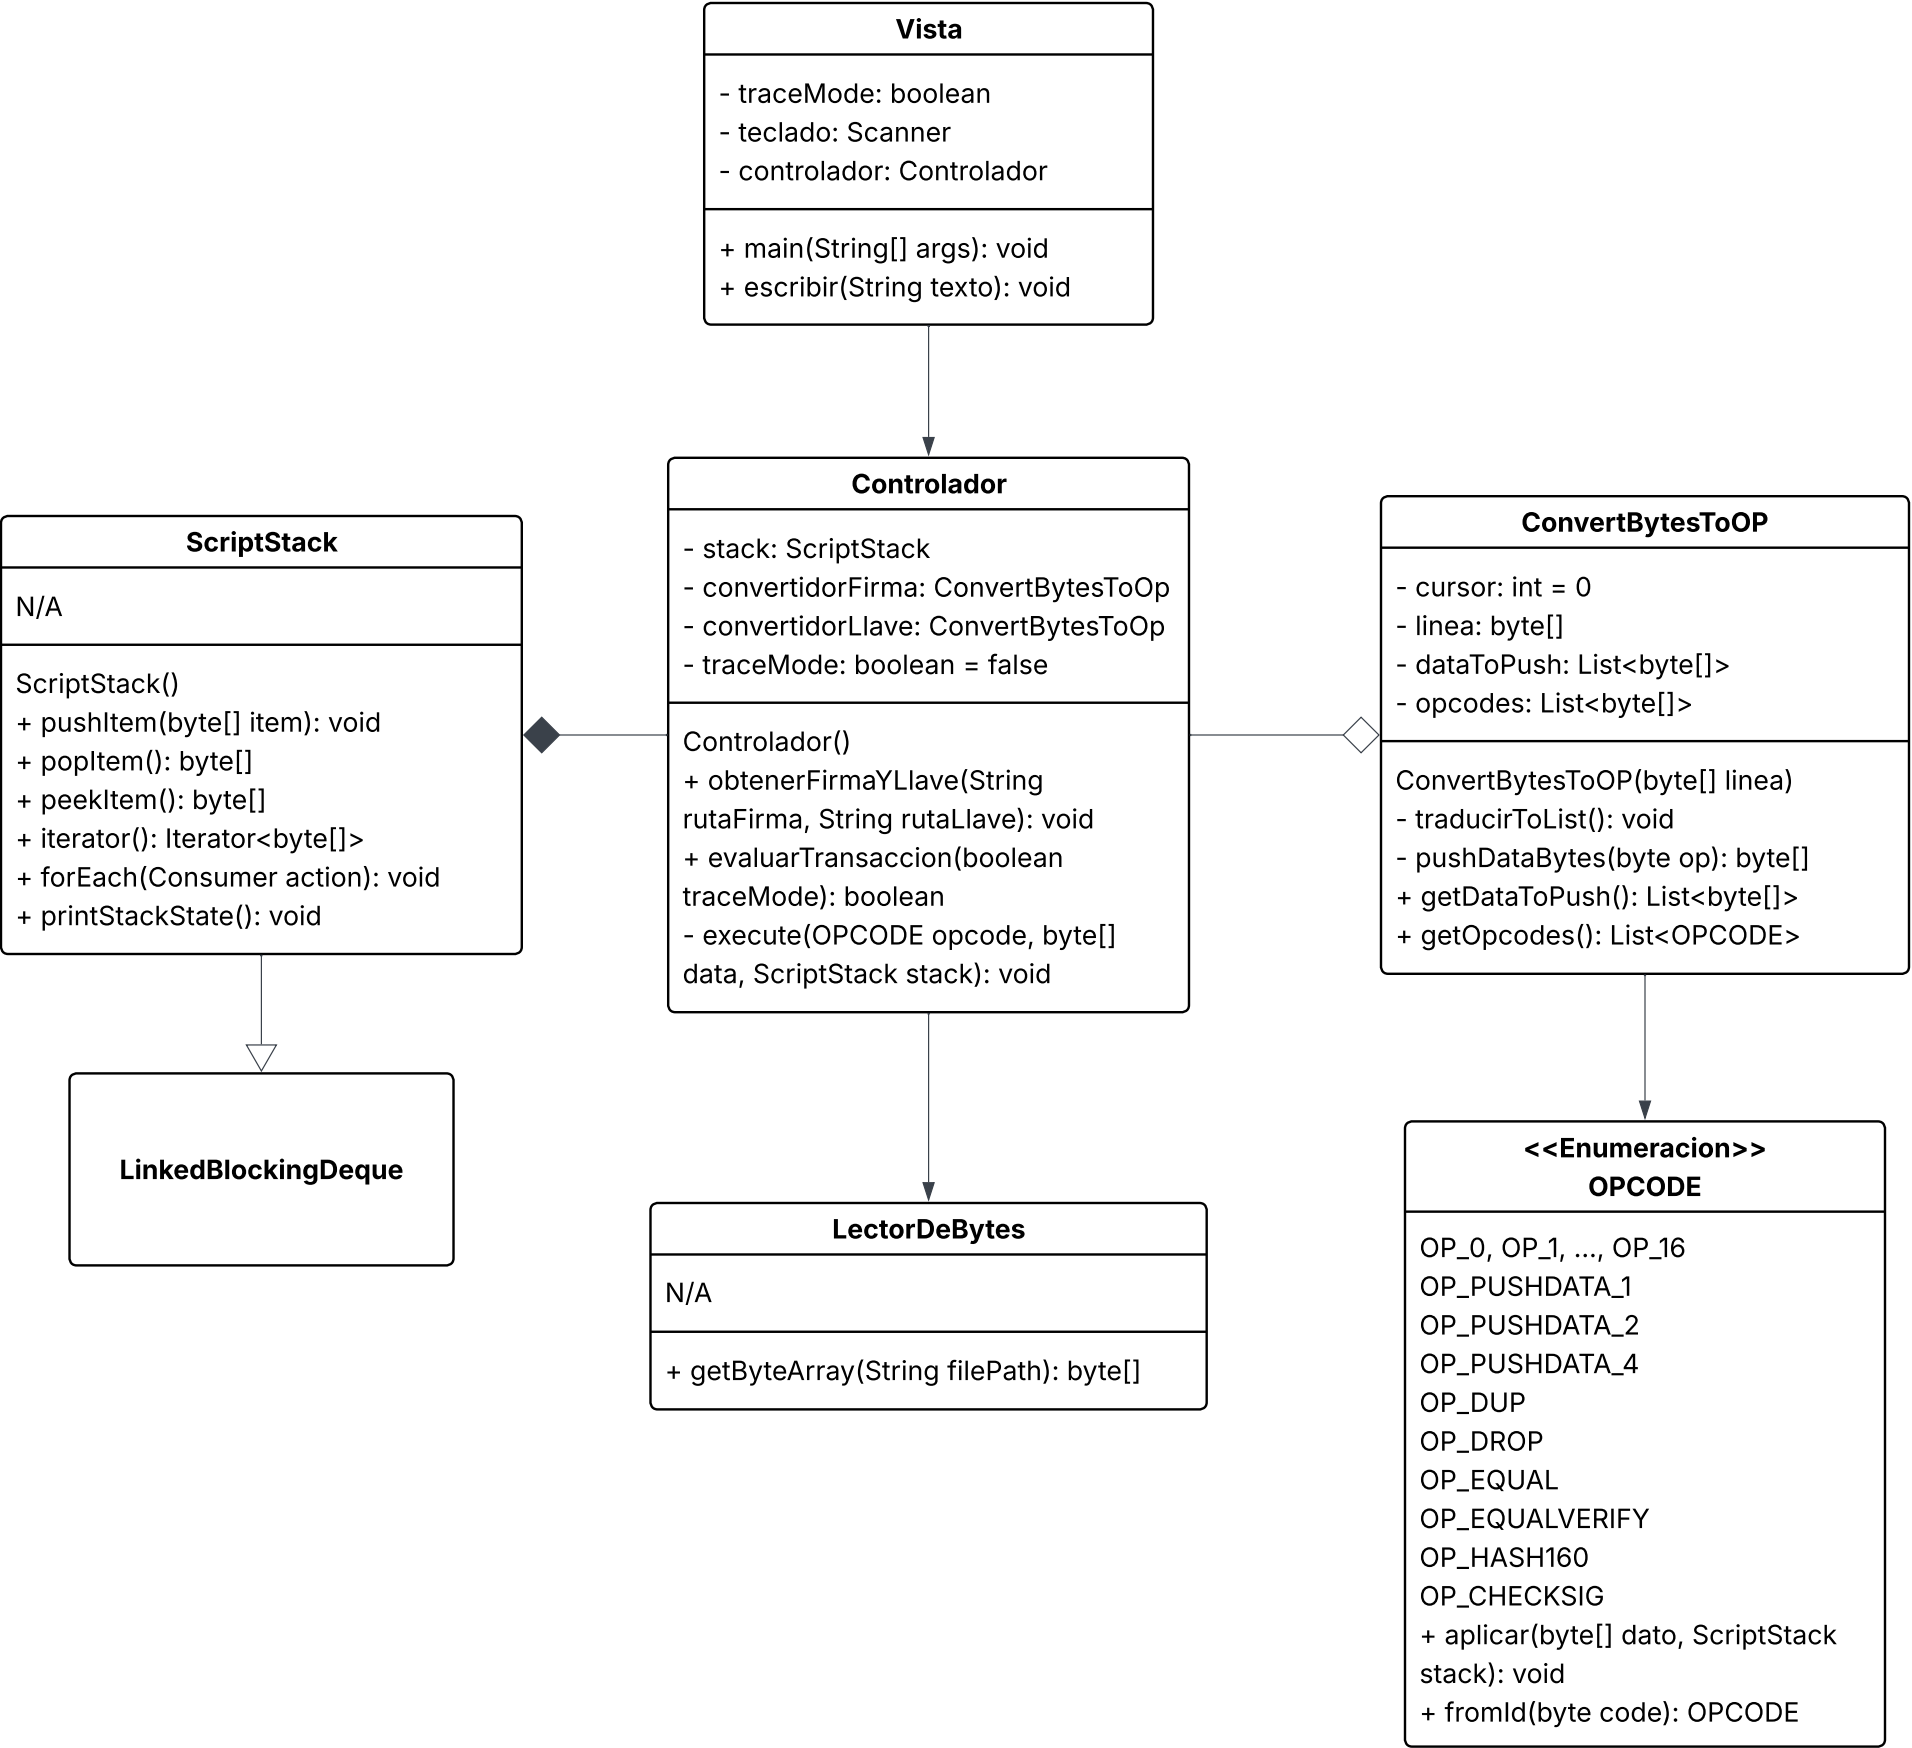 Vista
- traceMode: boolean
- teclado: Scanner
- controlador: Controlador
+ main(String[] args): void
+ escribir(String texto): void
ScriptStack
N/A
ScriptStack()
+ pushItem(byte[] item): void
+ popItem(): byte[]
+ peekItem(): byte[]
+ iterator(): Iterator<byte[]>
+ forEach(Consumer action): void
+ printStackState(): void
LinkedBlockingDeque
Controlador
- stack: ScriptStack
- convertidorFirma: ConvertBytesToOp
- convertidorLlave: ConvertBytesToOp
- traceMode: boolean = false
Controlador()
+ obtenerFirmaYLlave(String
rutaFirma, String rutaLlave): void
+ evaluarTransaccion(boolean
traceMode): boolean
- execute(OPCODE opcode, byte[]
data, ScriptStack stack): void
LectorDeBytes
N/A
+ getByteArray(String filePath): byte[]
ConvertBytesToOP
- cursor: int = 0
- linea: byte[]
- dataToPush: List<byte[]>
- opcodes: List<byte[]>
ConvertBytesToOP(byte[] linea)
- traducirToList(): void
- pushDataBytes(byte op): byte[]
+ getDataToPush(): List<byte[]>
+ getOpcodes(): List<OPCODE>
<<Enumeracion>>
OPCODE
OP_0, OP_1, ..., OP_16
OP_PUSHDATA_1
OP_PUSHDATA_2
OP_PUSHDATA_4
OP_DUP
OP_DROP
OP_EQUAL
OP_EQUALVERIFY
OP_HASH160
OP_CHECKSIG
+ aplicar(byte[] dato, ScriptStack
stack): void
+ fromId(byte code): OPCODE